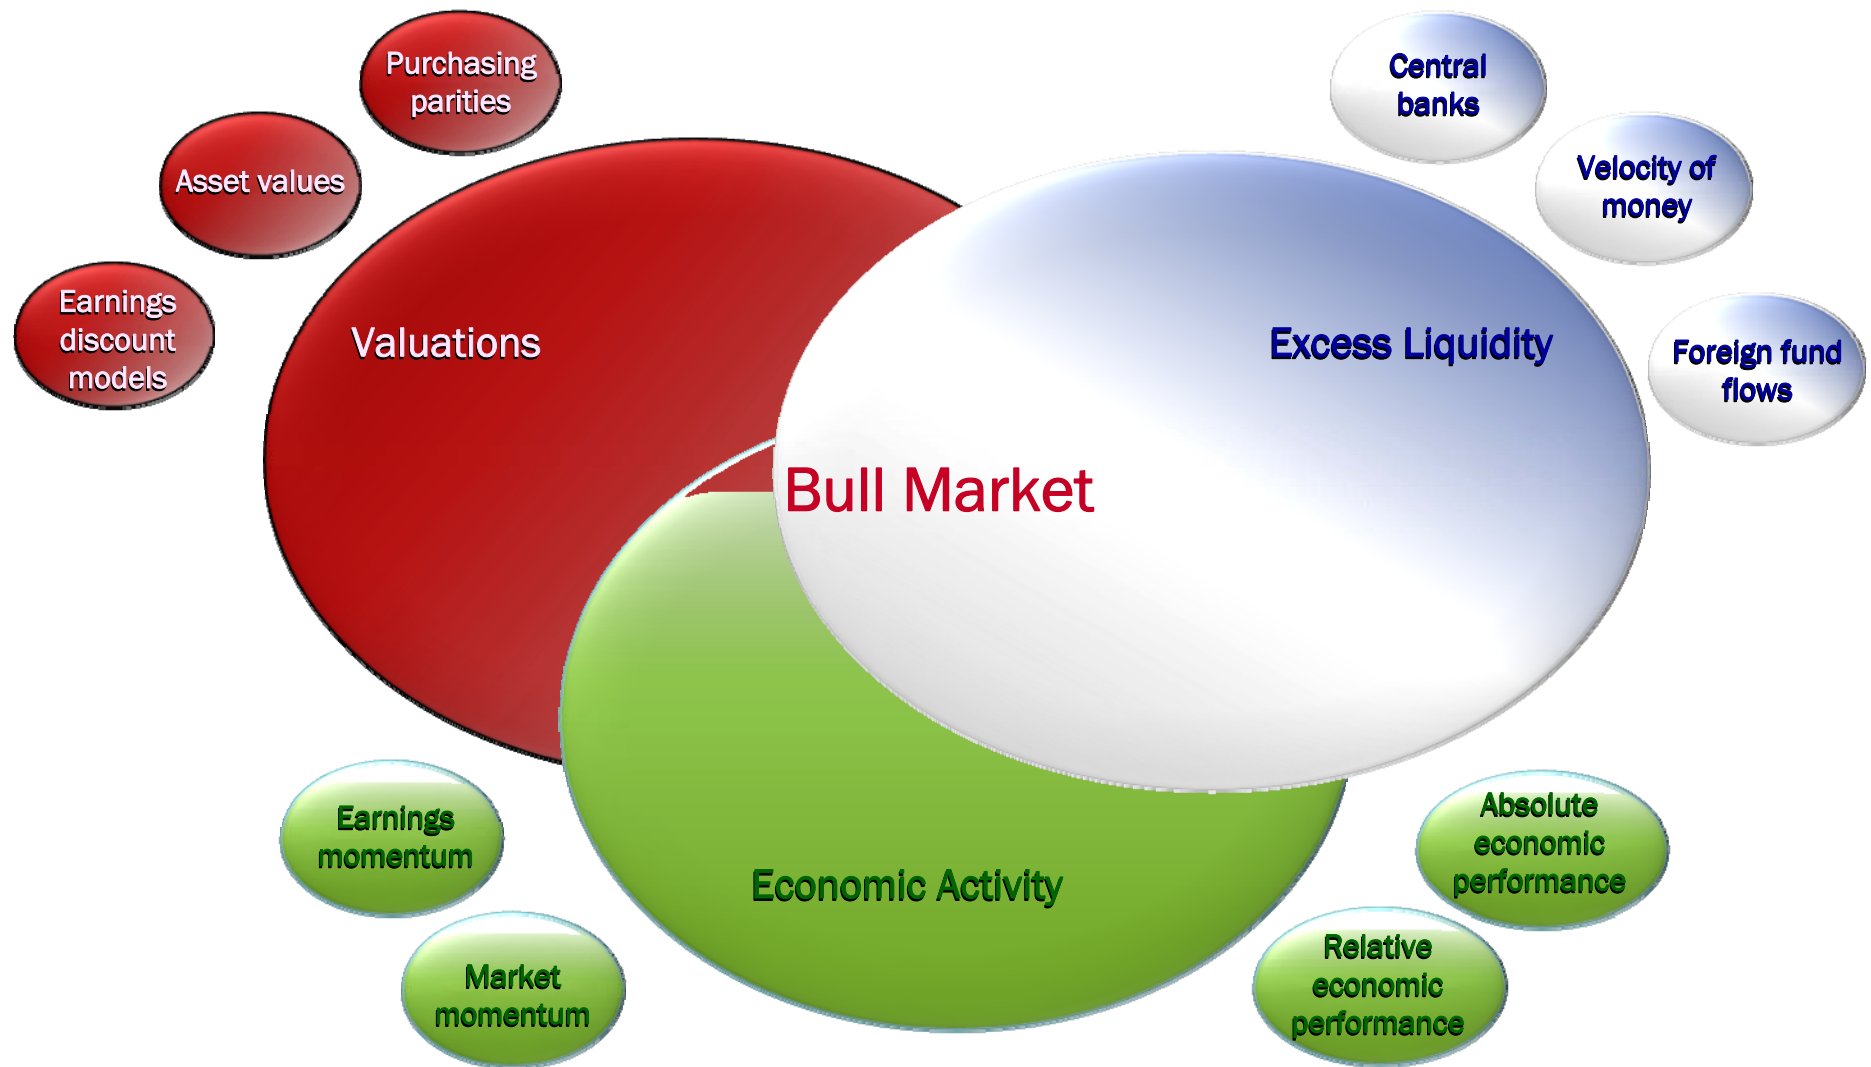 Purchasing
parities
Asset values
Earnings
discount
models
Central
banks
Velocity of
money
Foreign fund
flows
Valuations
Excess Liquidity
Bull Market
Economic Activity
Earnings
momentum
Market
momentum
Absolute
economic
performance
Relative
economic
performance